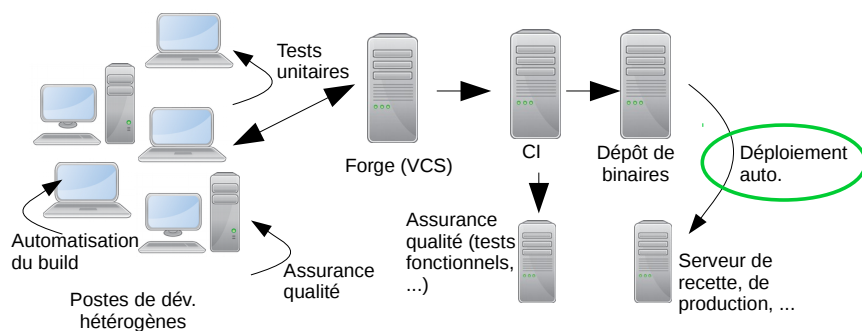 Tests
unitaires
Forge (VCS)
CI
Dépôt de
binaires
Déploiement
auto.
Automatisation
du build
Assurance
qualité
Assurance
qualité (tests
fonctionnels,
...)
Serveur de
recette, de
production, ...
Postes de dév.
hétérogènes